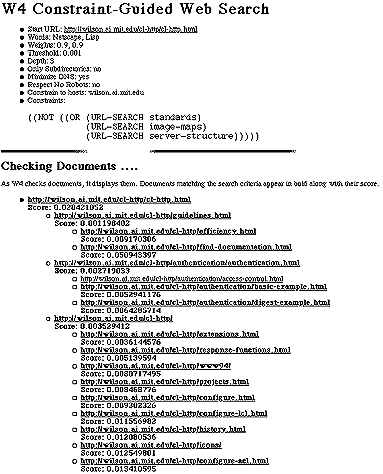 W4 Constraint-Guided Web Search
Start URL: http://wilson.ai.mit.edu/cl-http/cl-http.html
Words: Netscape, Lisp
Weights: 0.9, 0.9
Threshold: 0.001
Depth: 3
Only Subdirectories: no
Minimize DNS: yes
Respect No Robots: no
Constrain to hosts: wilson.ai.mit.edu
Constraints:
((NOT ((OR (URL-SEARCH standards)
(URL-SEARCH image-maps)
(URL-SEARCH server-structure)))))
Checking Documents ....
As W4 checks documents, it displays them. Documents matching the search criteria appear in bold along with their score.
http://wilson.ai.mit.edu/cl-http/cl-http.html
Score: 0.028421052
http://wilson.ai.mit.edu/cl-http/guidelines.html
Score: 0.001198402
http://wilson.ai.mit.edu/cl-http/efficiency.html
Score: 0.009170306
http://wilson.ai.mit.edu/cl-http/find-documentation.html
Score: 0.050943397
http://wilson.ai.mit.edu/cl-http/authentication/authentication.html
Score: 0.002719033
http://wilson.ai.mit.edu/cl-http/authentication/access-control.html
http://wilson.ai.mit.edu/cl-http/authentication/basic-example.html
Score: 0.0052941176
http://wilson.ai.mit.edu/cl-http/authentication/digest-example.html
Score: 0.0064285714
http://wilson.ai.mit.edu/cl-http/
Score: 0.003529412
http://wilson.ai.mit.edu/cl-http/extensions.html
Score: 0.0036144576
http://wilson.ai.mit.edu/cl-http/response-functions.html
Score: 0.005139594
http://wilson.ai.mit.edu/cl-http/www94/
Score: 0.0080717495
http://wilson.ai.mit.edu/cl-http/projects.html
Score: 0.003468776
http://wilson.ai.mit.edu/cl-http/configure.html
Score: 0.009302326
http://wilson.ai.mit.edu/cl-http/configure-lcl.html
Score: 0.011556982
http://wilson.ai.mit.edu/cl-http/history.html
Score: 0.012080536
http://wilson.ai.mit.edu/cl-http/icons/
Score: 0.012549801
http://wilson.ai.mit.edu/cl-http/configure-acl.html
Score: 0.013410595